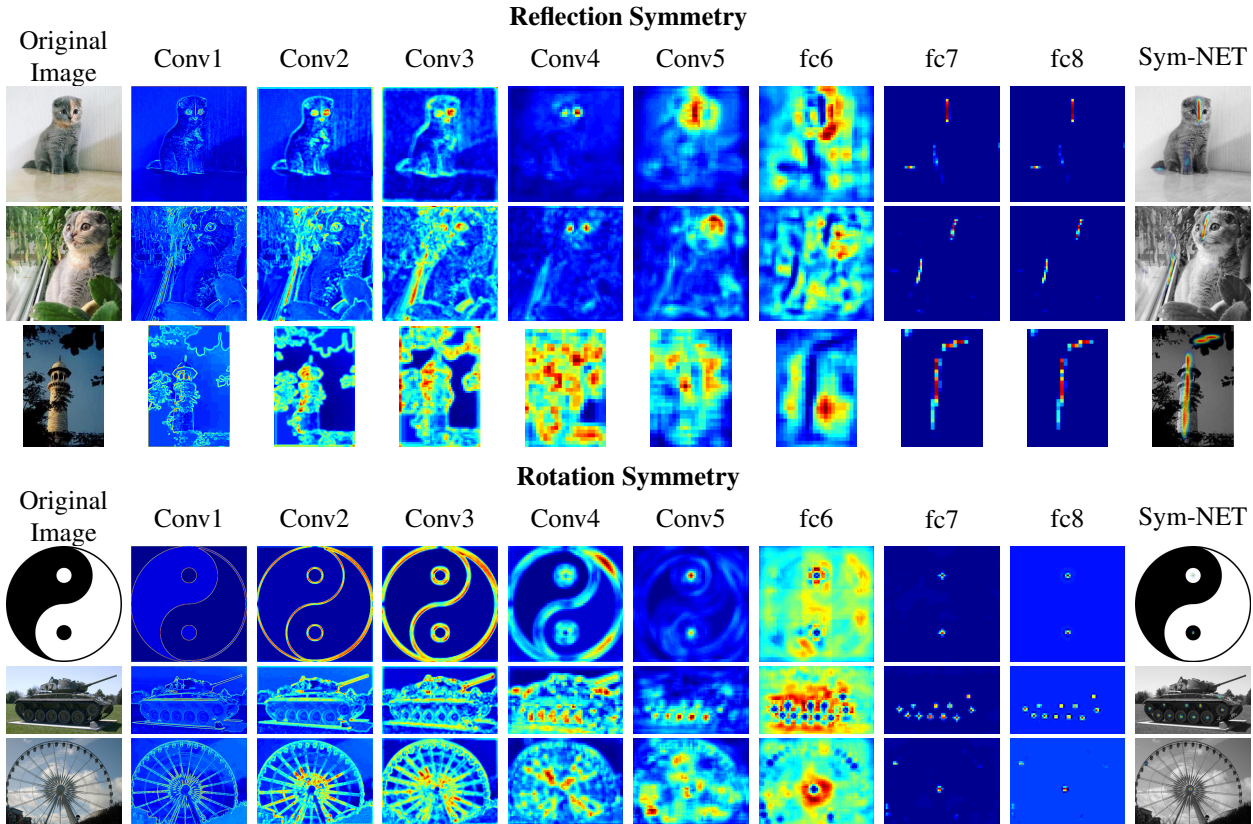 Reflection Symmetry
Original Image Conv1 Conv2 Conv3 Conv4 Conv5 fc6 fc7 fc8 Sym-NET
Rotation Symmetry
Original Image Conv1 Conv2 Conv3 Conv4 Conv5 fc6 fc7 fc8 Sym-NET